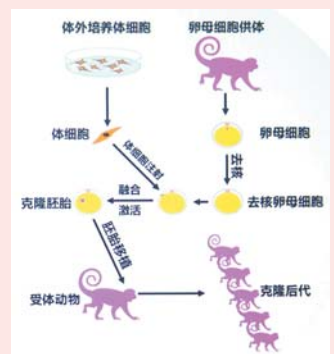 体外培养体细胞
卵母细胞供体
体细胞
体细胞注射
卵母细胞
去核
融合
激活
克隆胚胎
去核卵母细胞
胚胎移植
受体动物
克隆后代